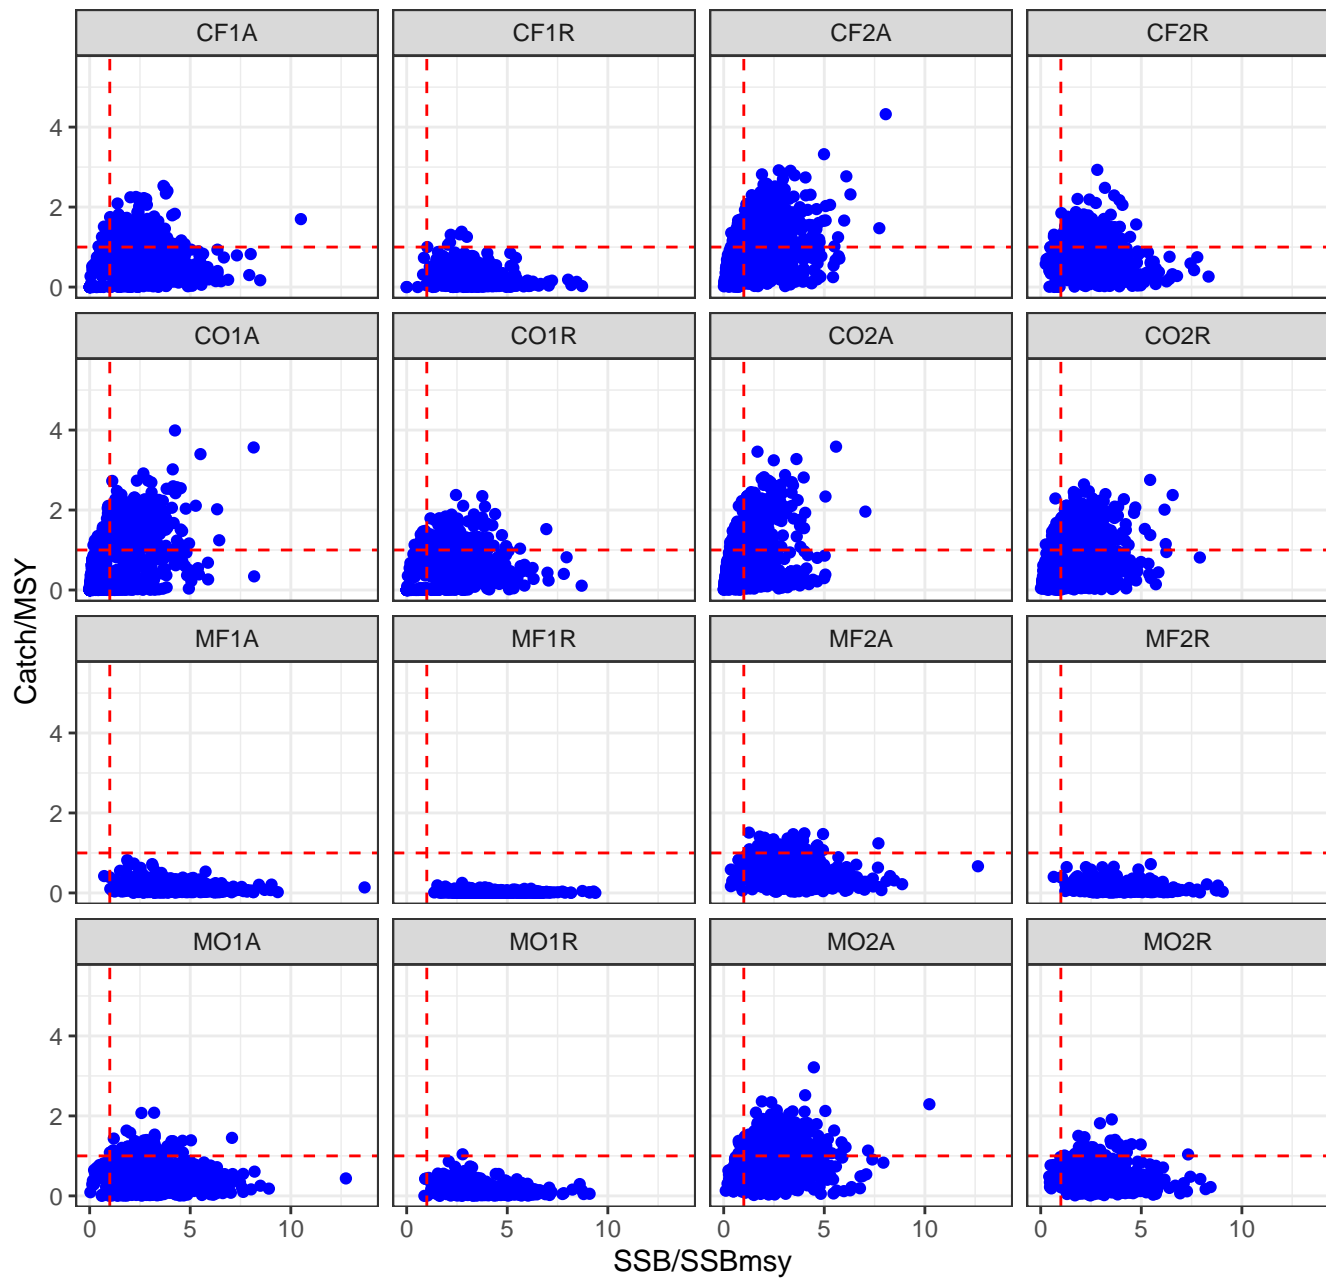 CF1A CF1R CF2A CF2R
4
2
0
CO1A CO1R CO2A CO2R
4
2
0
MF1A MF1R MF2A MF2R
4
2
0
MO1A MO1R MO2A MO2R
4
2
0
0 5 10 0 5 10 0 5 10 0 5 10
SSB/SSBmsy
Catch/MSY